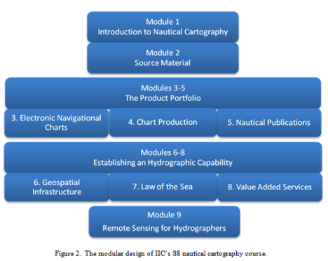 Module 1
Introduction to Nautical Cartography
Module 2
Source Material
Modules 3-5
The Product Portfolio
3. Electronic Navigational
Charts
4. Chart Production
5. Nautical Publications
Modules 6-8
Establishing an Hydrographic Capability
6. Geospatial
Infrastructure
7. Law of the Sea
8. Value Added Services
Module 9
Remote Sensing for Hydrographers
Figure 2. The modular design of IIC's S8 nautical cartography course.